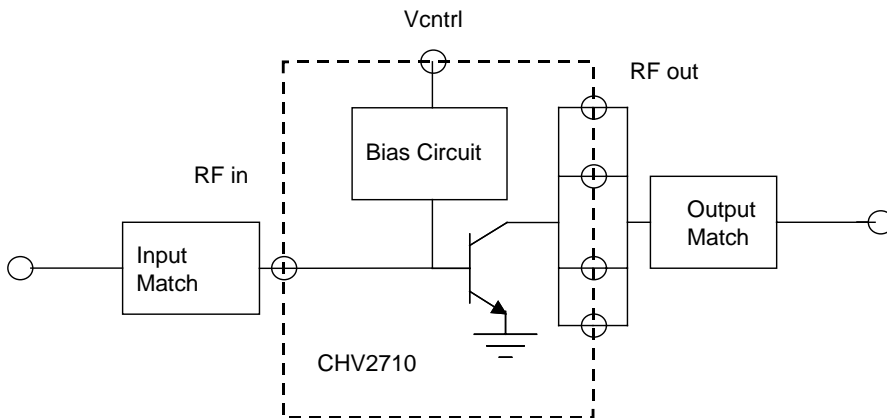 Vcntrl
RF out
Bias Circuit
RF in
Output
Match
Input
Match
CHV2710